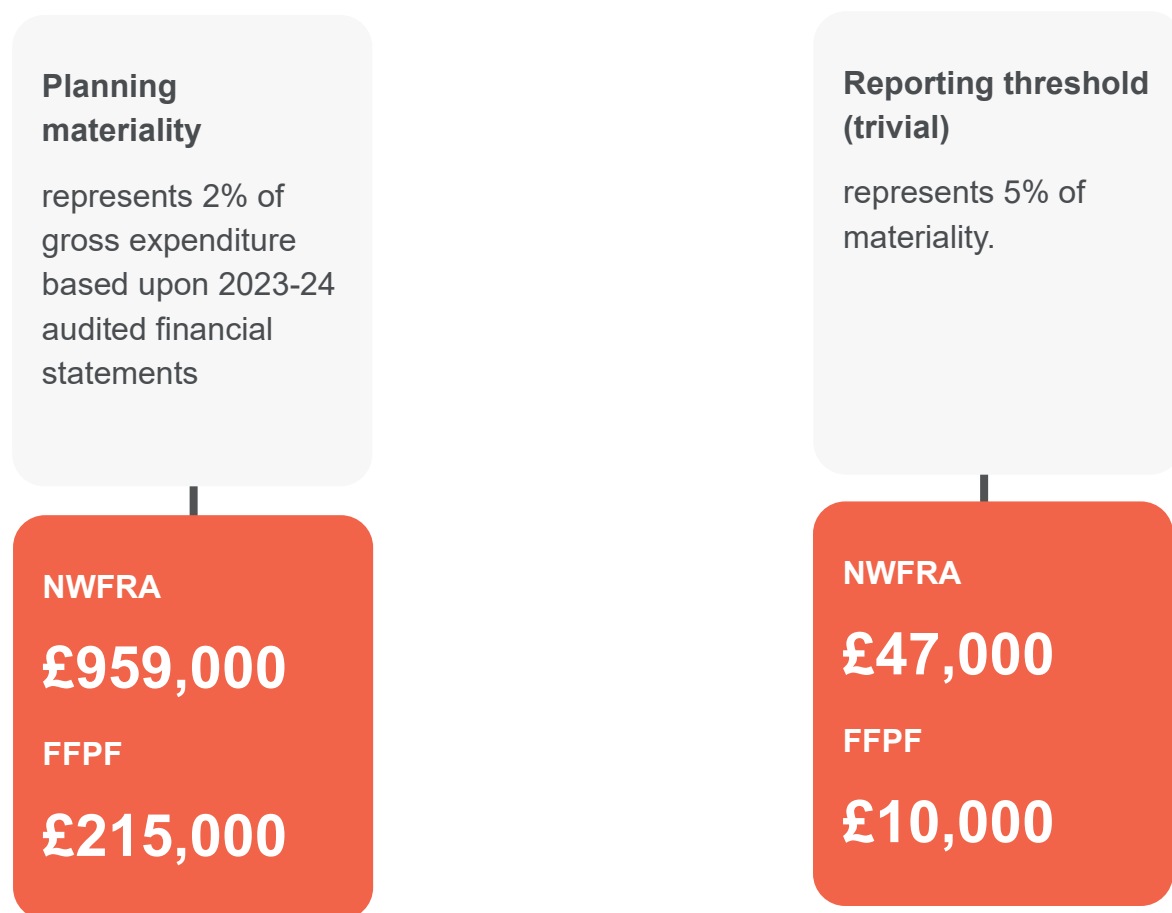 Planning
materiality
represents 2% of
gross expenditure
based upon 2023-24
audited financial
statements
NWFRA
£959,000
FFPF
£215,000
Reporting threshold
(trivial)
represents 5% of
materiality.
NWFRA
£47,000
FFPF
£10,000